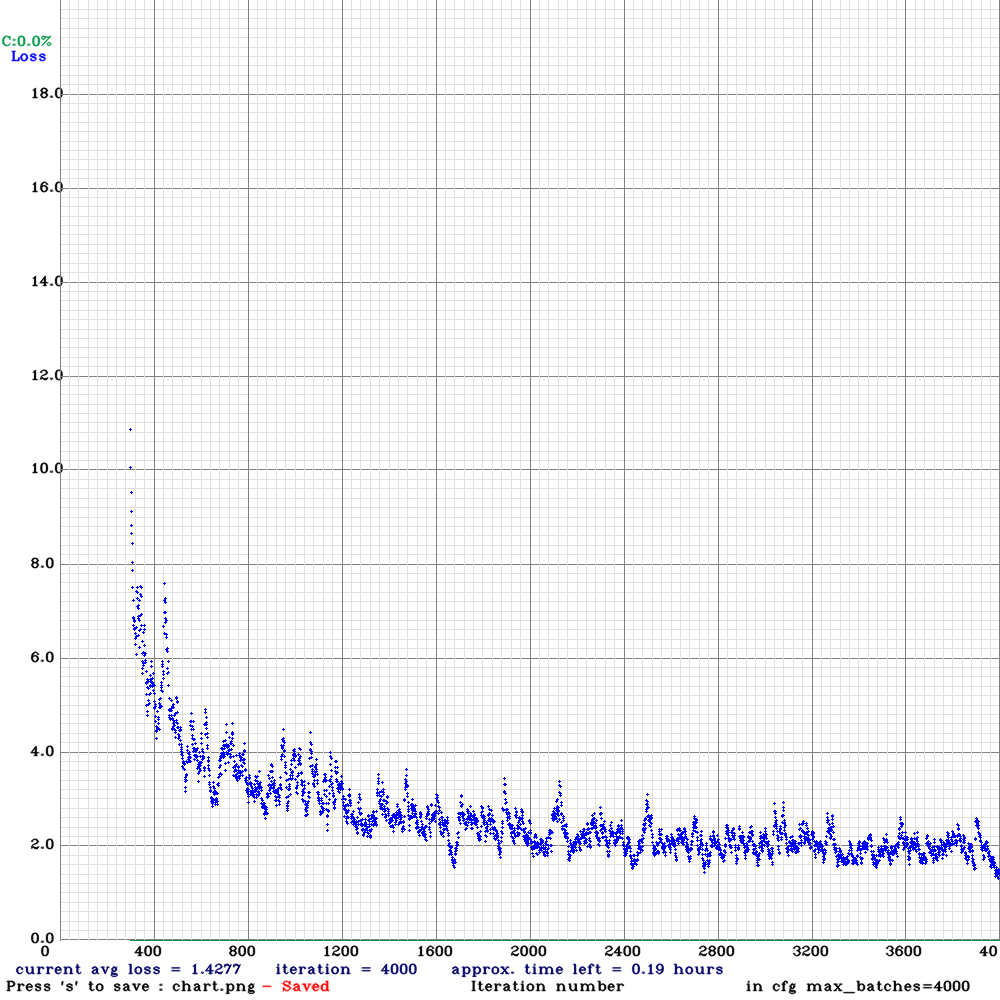 C:0.0%
Loss
18.0
16.0
14.0
12.0
10.0
8.0
6.0
4.0
2.0
0.0
0 400 800 1200 1600 2000 2400 2800 3200 3600 40
current avg loss = 1.4277 iteration = 4000 approx. time left = 0.19 hours
Press 's' to save : chart.png - Saved Iteration number in cfg max_batches=4000